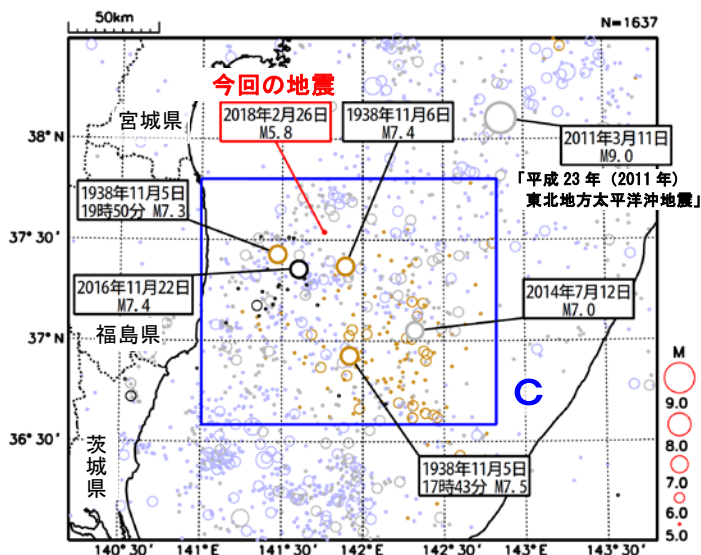 50km
N=1637
今回の地震
宮城県
2018年2月26日
M5.8
1938年11月6日
M7.4
38°N
2011年3月11日
M9.0
「平成23年（2011年）
東北地方太平洋沖地震」
1938年11月5日
19時50分 M7.3
37°30′
2016年11月22日
M7.4
2014年7月12日
M7.0
福島県
37°N
M
C
9.0
36°30′
8.0
茨城県
1938年11月5日
17時43分 M7.5
7.0
6.0
5.0
140°30′
141°E
141°30′
142°E
142°30′
143°E
143°30′